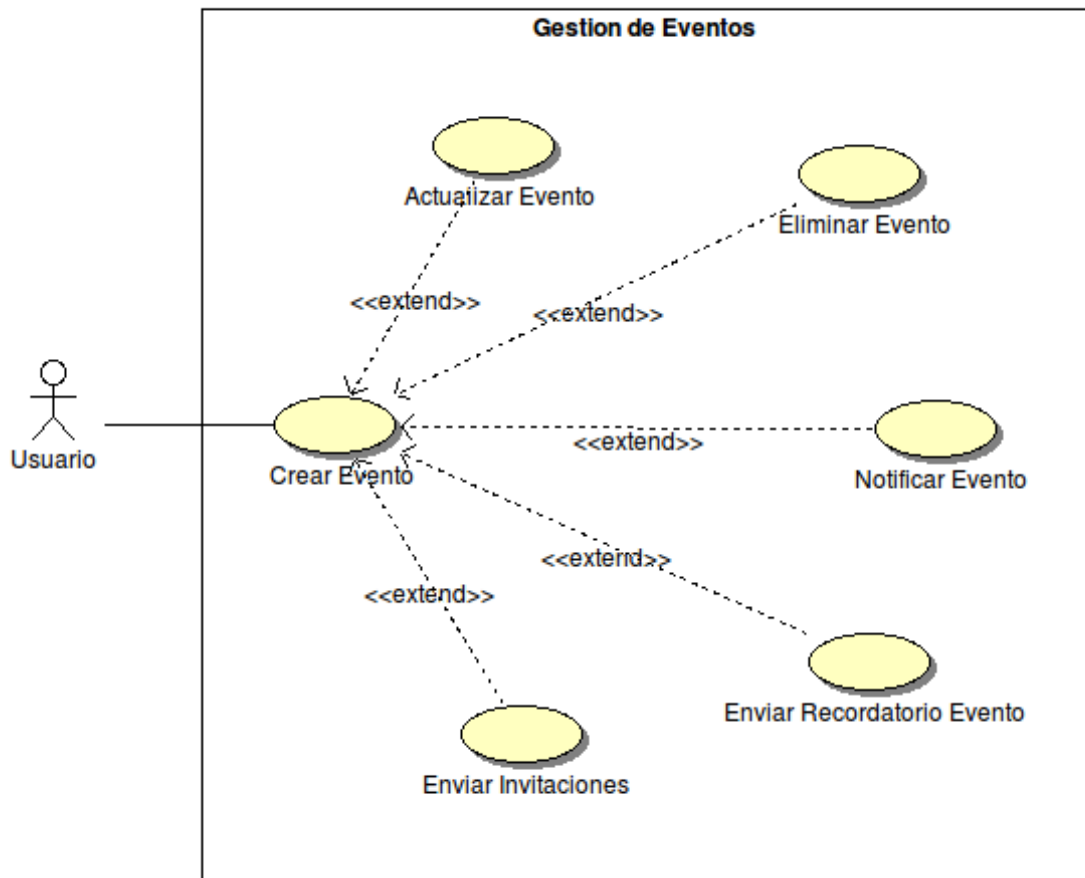 Gestion de Eventos
Actualizar Evento
Eliminar Evento
<<extend>>
<<extend>>
Usuario
Crear Evento
<<extend>>
Notificar Evento
<<extend>>
<<extend>>
Enviar Recordatorio Evento
Enviar Invitaciones